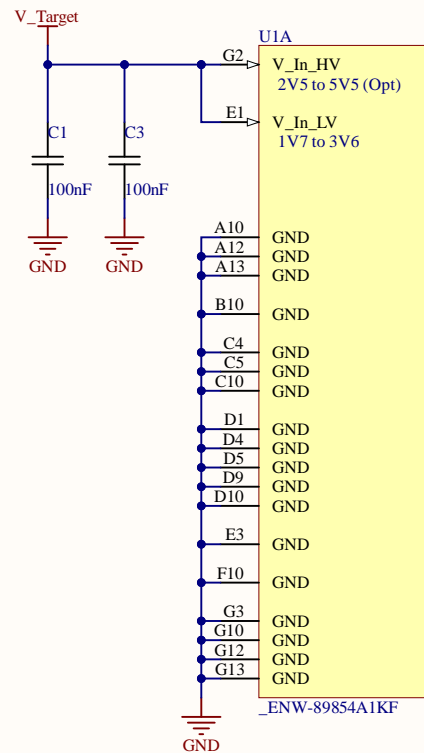 V_Target
U1A
G2 V_In_HV
2V5 to 5V5 (Opt)
E1 V_In_LV
1V7 to 3V6
C1 C3
100nF 100nF
GND GND
A10 GND
A12 GND
A13 GND
B10 GND
C4 GND
C5 GND
C10 GND
D1 GND
D4 GND
D5 GND
D9 GND
D10 GND
E3 GND
F10 GND
G3 GND
G10 GND
G12 GND
G13 GND
_ENW-89854A1KF
GND